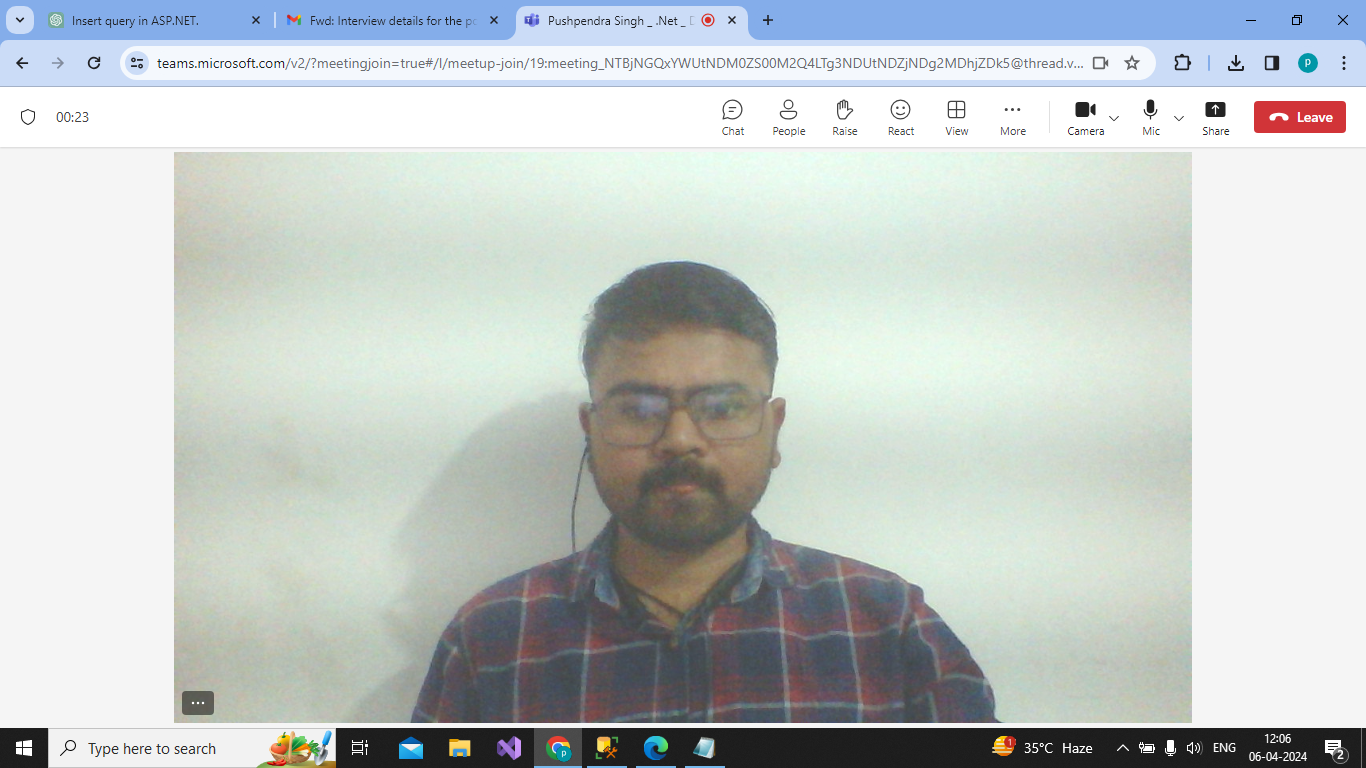 Insert query in ASP.NET.
Fwd: Interview details for the po
Pushpendra Singh _ .Net _ D
teams.microsoft.com/v2/?meetingjoin=true#/l/meetup-join/19:meeting_NTBjNGQxYWUtNDM0ZS00M2Q4LTg3NDUtNDZjNDg2MDhjZDk5@thread.v...
p
00:23
Chat
People
Raise
React
View
More
Camera
Mic
Share
Leave
Type here to search
p
1
35°C Haze
ENG
12:06
06-04-2024
2